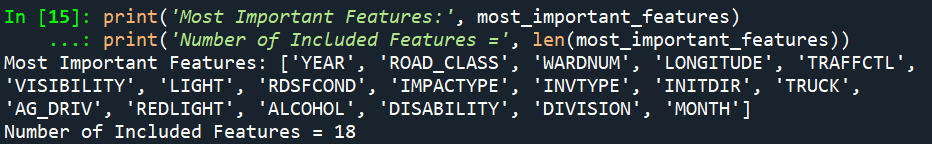 In [15]: print('Most Important Features:', most_important_features)
    ...: print('Number of Included Features =', len(most_important_features))
Most Important Features: ['YEAR', 'ROAD_CLASS', 'WARDNUM', 'LONGITUDE', 'TRAFFCTL',
'VISIBILITY', 'LIGHT', 'RDSFCOND', 'IMPACTYPE', 'INVTYPE', 'INITDIR', 'TRUCK',
'AG_DRIV', 'REDLIGHT', 'ALCOHOL', 'DISABILITY', 'DIVISION', 'MONTH']
Number of Included Features = 18